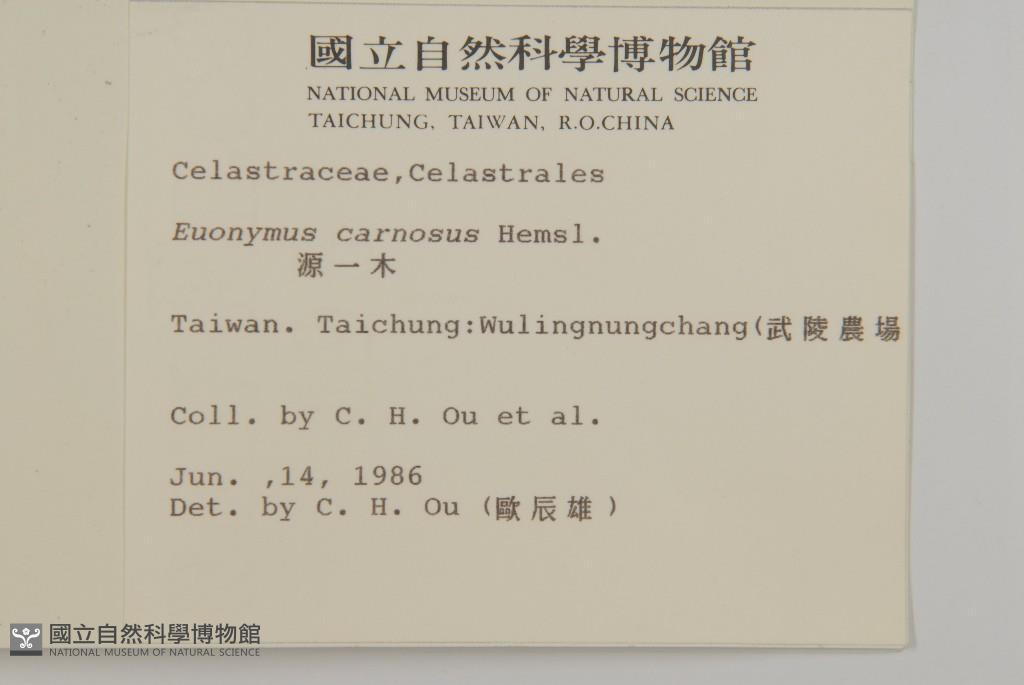 國立自然科學博物館
NATIONAL MUSEUM OF NATURAL SCIENCE
TAICHUNG, TAIWAN, R.O.CHINA
Celastraceae,Celastrales
Euonymus carnosus Hemsl.
源一木
Taiwan. Taichung:Wulingnungchang(武陵農場
Coll. by C. H. Ou et al.
Jun. ,14, 1986
Det. by C. H. Ou (歐辰雄)
國立自然科學博物館
NATIONAL MUSEUM OF NATURAL SCIENCE